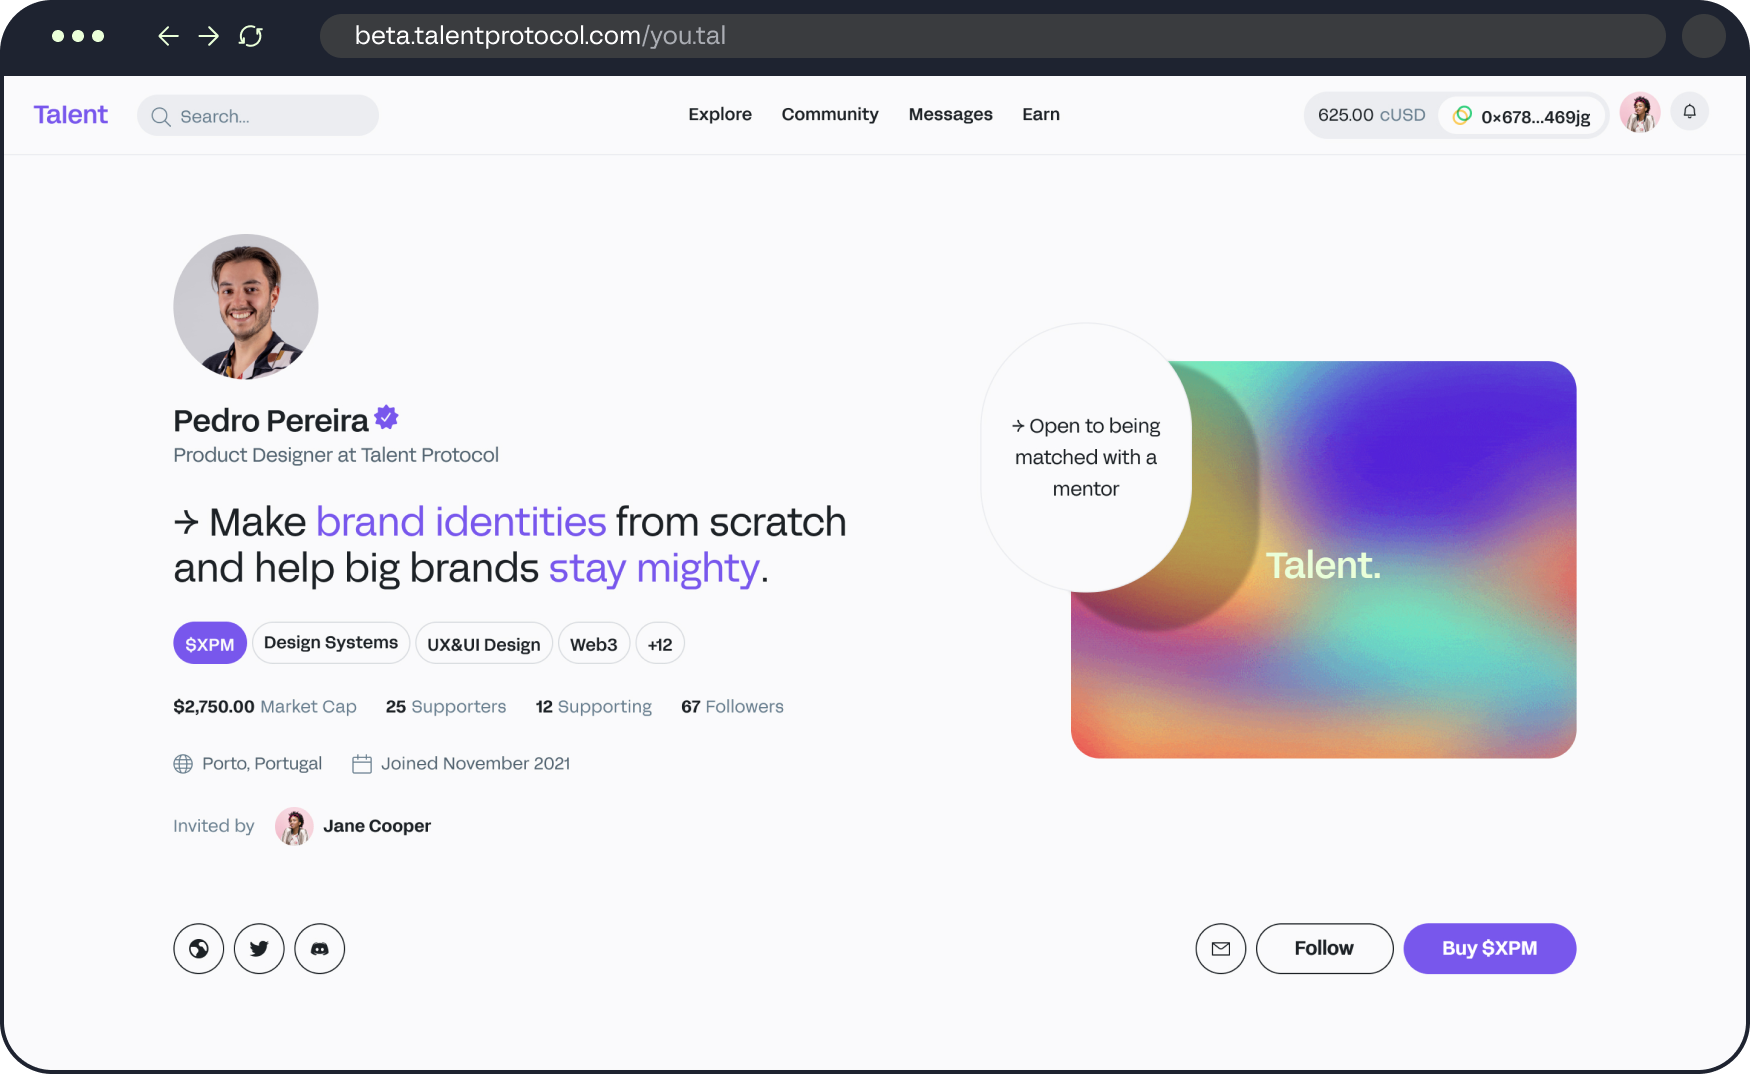 beta.talentprotocol.com/you.tal
Talent
Search...
Explore
Community
Messages
Earn
625.00 cUSD
0x678...469jg
Pedro Pereira
Product Designer at Talent Protocol
→ Make brand identities from scratch
and help big brands stay mighty.
$XPM
Design Systems
UX&UI Design
Web3
+12
$2,750.00 Market Cap
25 Supporters
12 Supporting
67 Followers
Porto, Portugal
Joined November 2021
Invited by
Jane Cooper
→ Open to being
matched with a
mentor
Talent.
Follow
Buy $XPM